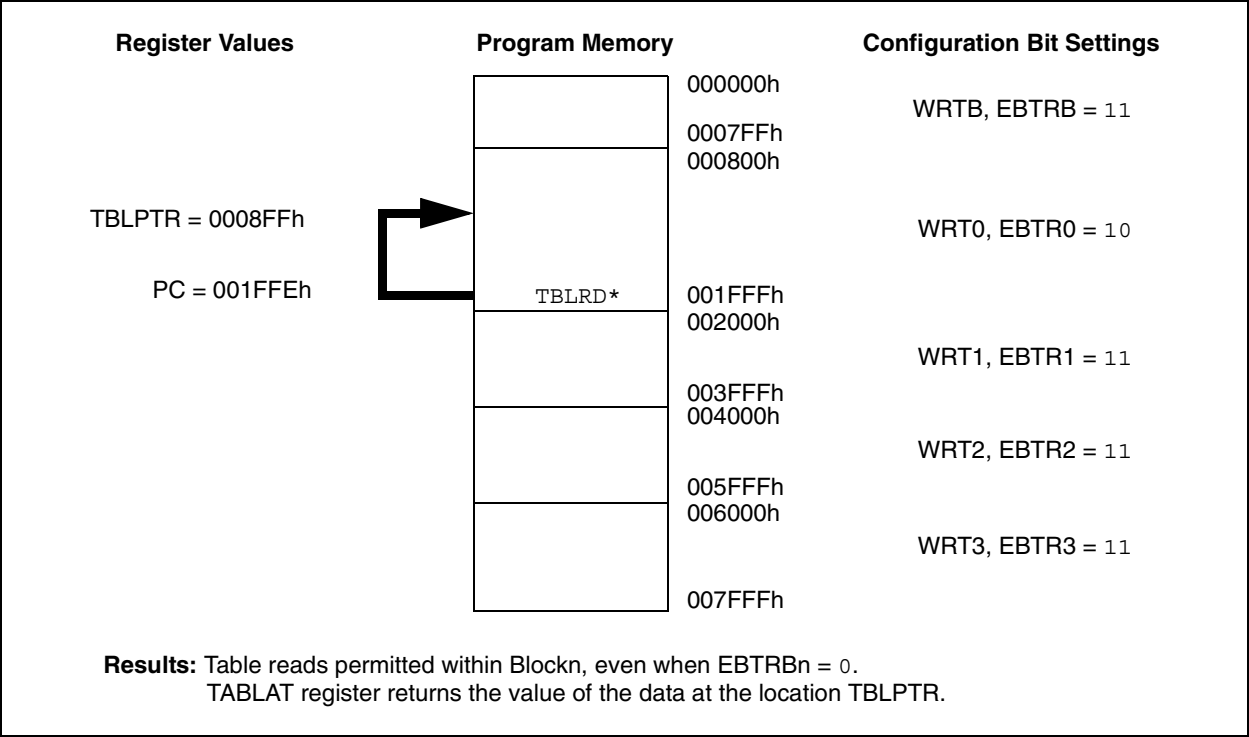 Register Values Program Memory Configuration Bit Settings
000000h
WRTB, EBTRB = 11
0007FFh
000800h
TBLPTR = 0008FFh
WRT0, EBTR0 = 10
PC = 001FFEh
TBLRD* 001FFFh
002000h
WRT1, EBTR1 = 11
003FFFh
004000h
WRT2, EBTR2 = 11
005FFFh
006000h
WRT3, EBTR3 = 11
007FFFh
Results: Table reads permitted within Blockn, even when EBTRBn = 0.
TABLAT register returns the value of the data at the location TBLPTR.